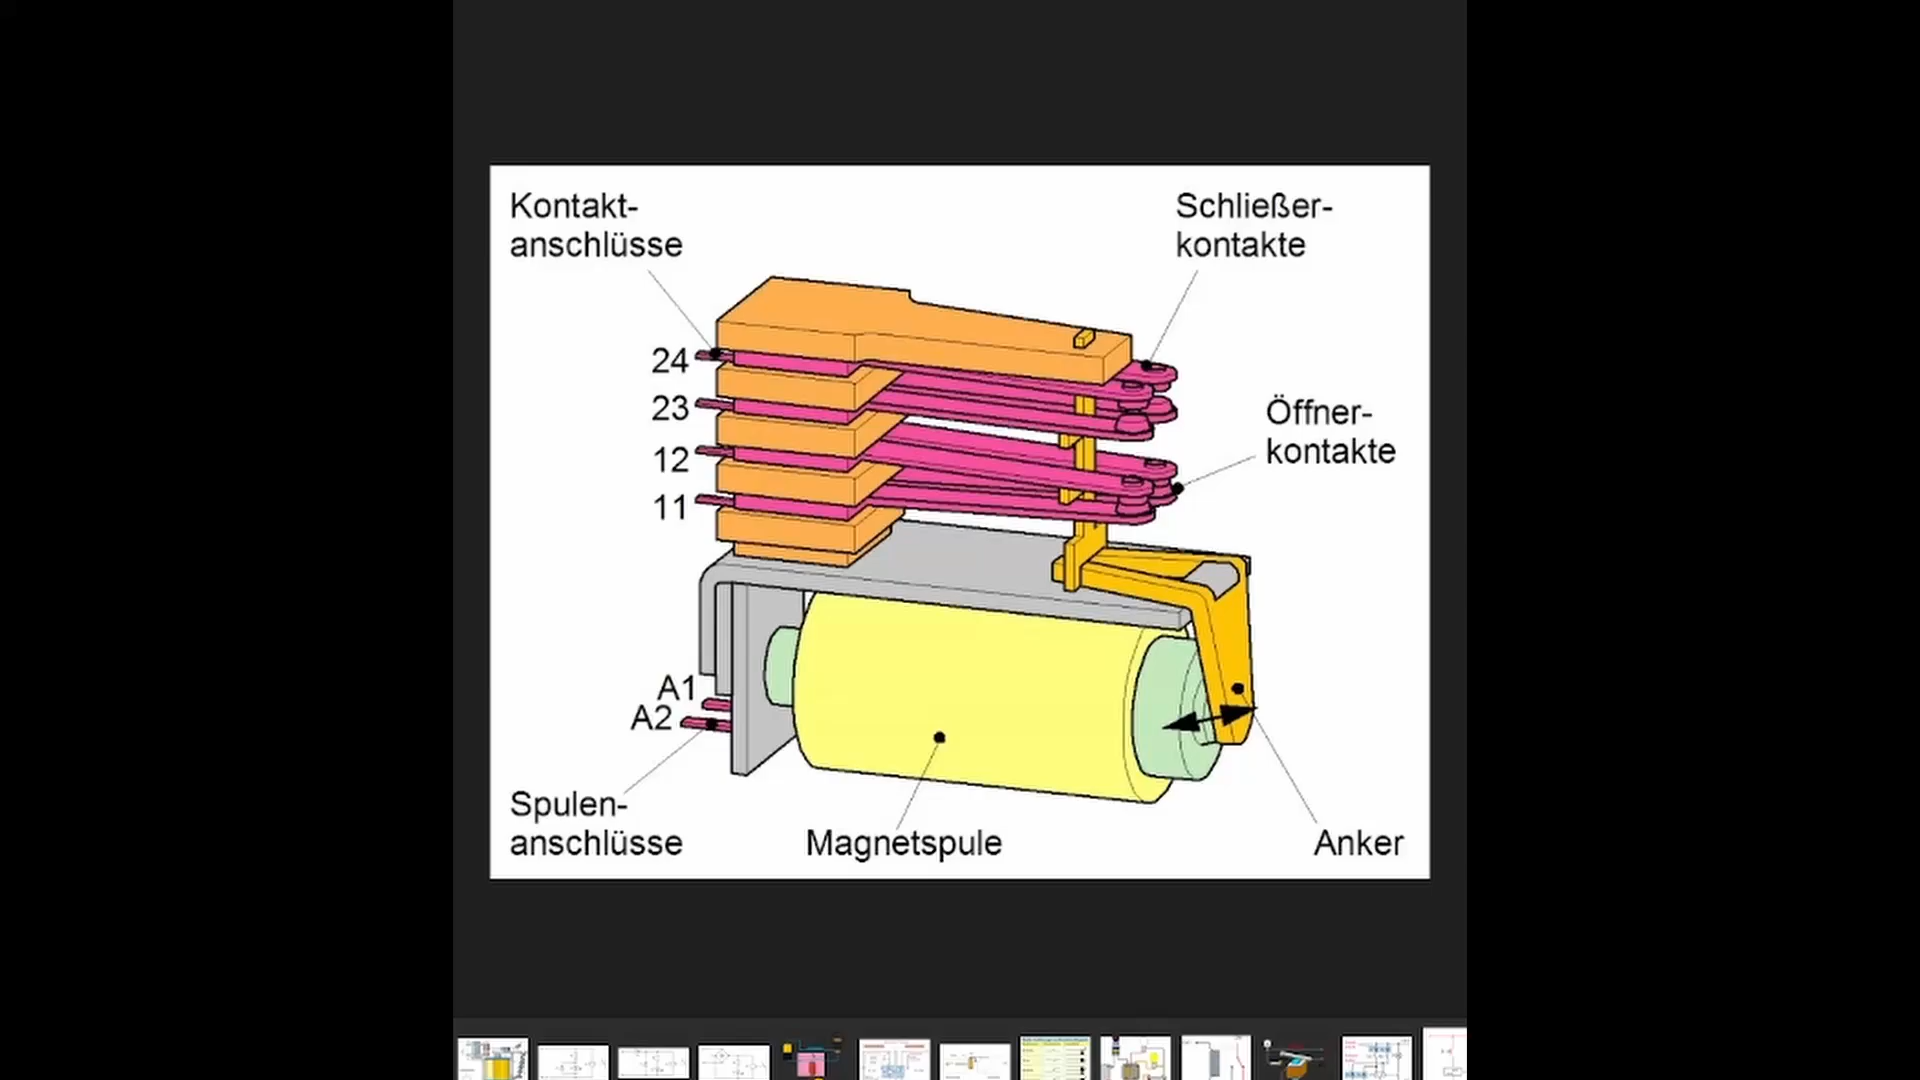 Kontakt-
anschlüsse
Schließer-
kontakte
24
23
12
11
Öffner-
kontakte
A1
A2
Spulen-
anschlüsse
Magnetspule
Anker